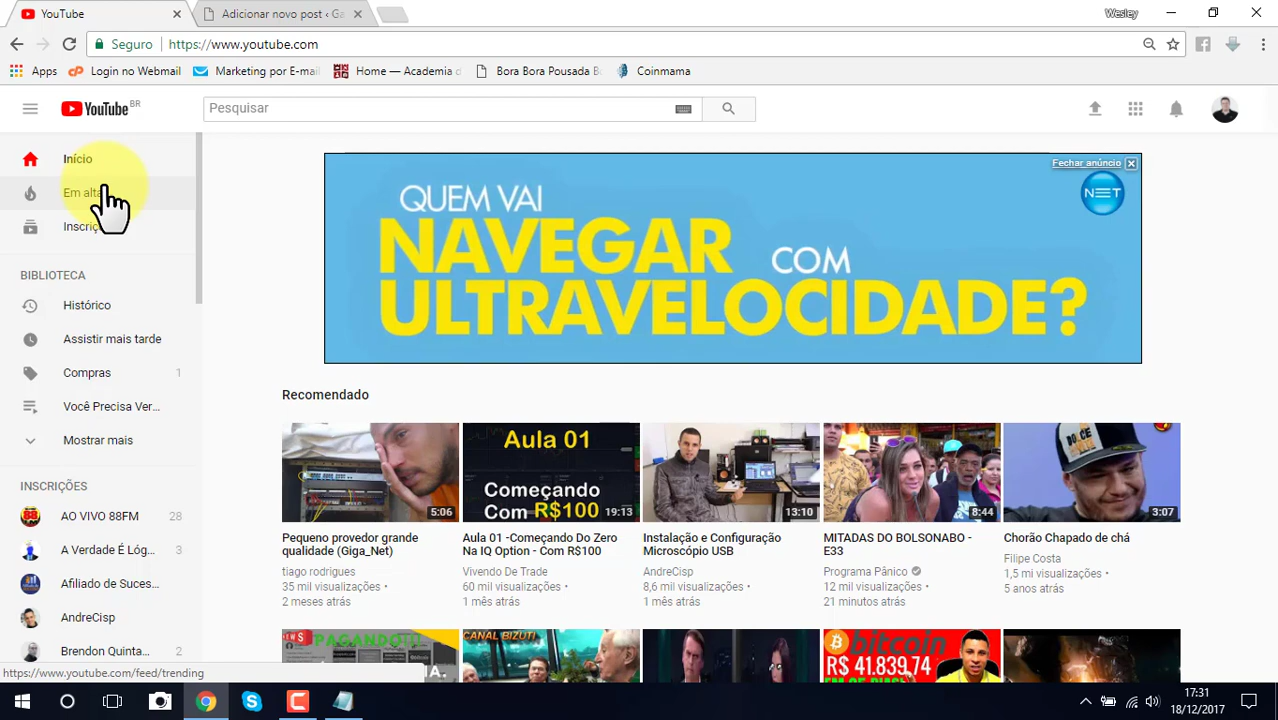 YouTube
Adicionar novo post ‹ Ga
Wesley
Seguro
https://www.youtube.com
Apps
Login no Webmail
Marketing por E-mai
Home — Academia d
Bora Bora Pousada B
Coinmama
YouTube BR
Pesquisar
Início
Em alta
Inscriç
BIBLIOTECA
Histórico
Assistir mais tarde
Compras 1
Você Precisa Ver...
Mostrar mais
INSCRIÇÕES
AO VIVO 88FM 28
A Verdade É Lóg... 3
Afiliado de Suces...
AndreCisp
Brendon Quinta... 2
https://www.youtube.com/feed/trending
Fechar anúncio
NET
QUEM VAI
NAVEGAR COM
ULTRAVELOCIDADE?
Recomendado
5:06
Pequeno provedor grande
qualidade (Giga_Net)
tiago rodrigues
35 mil visualizações •
2 meses atrás
Aula 01
Começando
Com R$100
19:13
Aula 01 -Começando Do Zero
Na IQ Option - Com R$100
Vivendo De Trade
60 mil visualizações •
1 mês atrás
13:10
Instalação e Configuração
Microscópio USB
AndreCisp
8,6 mil visualizações •
1 mês atrás
8:44
MITADAS DO BOLSONABO -
E33
Programa Pânico
12 mil visualizações •
21 minutos atrás
DOLCE
3:07
Chorão Chapado de chá
Filipe Costa
1,5 mi visualizações •
5 anos atrás
PAGANDO!!!
CANAL BIZUTI
bitcoin
R$ 41.839,74
17:31
18/12/2017